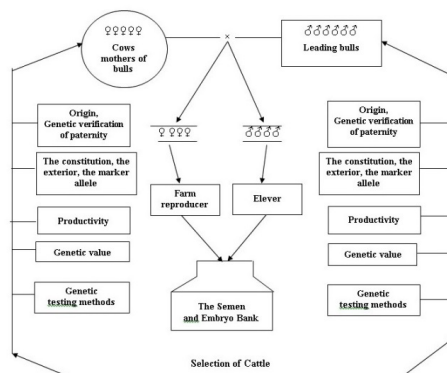 ♀♀♀♀♀
Cows
mothers of
bulls
×
♂♂♂♂♂♂
Leading bulls
Origin,
Genetic verification
of paternity
The constitution, the
exterior, the marker
allele
Productivity
Genetic value
Genetic
testing methods
♀ ♀♀♀
♂♂♂♂♂
Farm
reproducer
Elever
The Semen
and Embryo Bank
Origin,
Genetic verification
of paternity
The constitution, the
exterior, the marker
allele
Productivity
Genetic value
Genetic
testing methods
Selection of Cattle